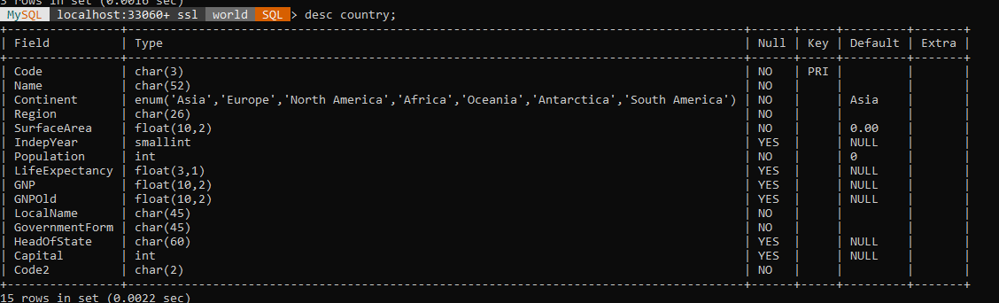 3 rows in set (0.0016 sec)
MySQL localhost:33060+ ssl world SQL > desc country;
+----------------+---------------------------------------------------------------------------------------+------+-----+---------+-------+
| Field          | Type                                                                                  | Null | Key | Default | Extra |
+----------------+---------------------------------------------------------------------------------------+------+-----+---------+-------+
| Code           | char(3)                                                                               | NO   | PRI |         |       |
| Name           | char(52)                                                                              | NO   |     |         |       |
| Continent      | enum('Asia','Europe','North America','Africa','Oceania','Antarctica','South America') | NO   |     | Asia    |       |
| Region         | char(26)                                                                              | NO   |     |         |       |
| SurfaceArea    | float(10,2)                                                                           | NO   |     | 0.00    |       |
| IndepYear      | smallint                                                                              | YES  |     | NULL    |       |
| Population     | int                                                                                   | NO   |     | 0       |       |
| LifeExpectancy | float(3,1)                                                                            | YES  |     | NULL    |       |
| GNP            | float(10,2)                                                                           | YES  |     | NULL    |       |
| GNPOld         | float(10,2)                                                                           | YES  |     | NULL    |       |
| LocalName      | char(45)                                                                              | NO   |     |         |       |
| GovernmentForm | char(45)                                                                              | NO   |     |         |       |
| HeadOfState    | char(60)                                                                              | YES  |     | NULL    |       |
| Capital        | int                                                                                   | YES  |     | NULL    |       |
| Code2          | char(2)                                                                               | NO   |     |         |       |
+----------------+---------------------------------------------------------------------------------------+------+-----+---------+-------+
15 rows in set (0.0022 sec)